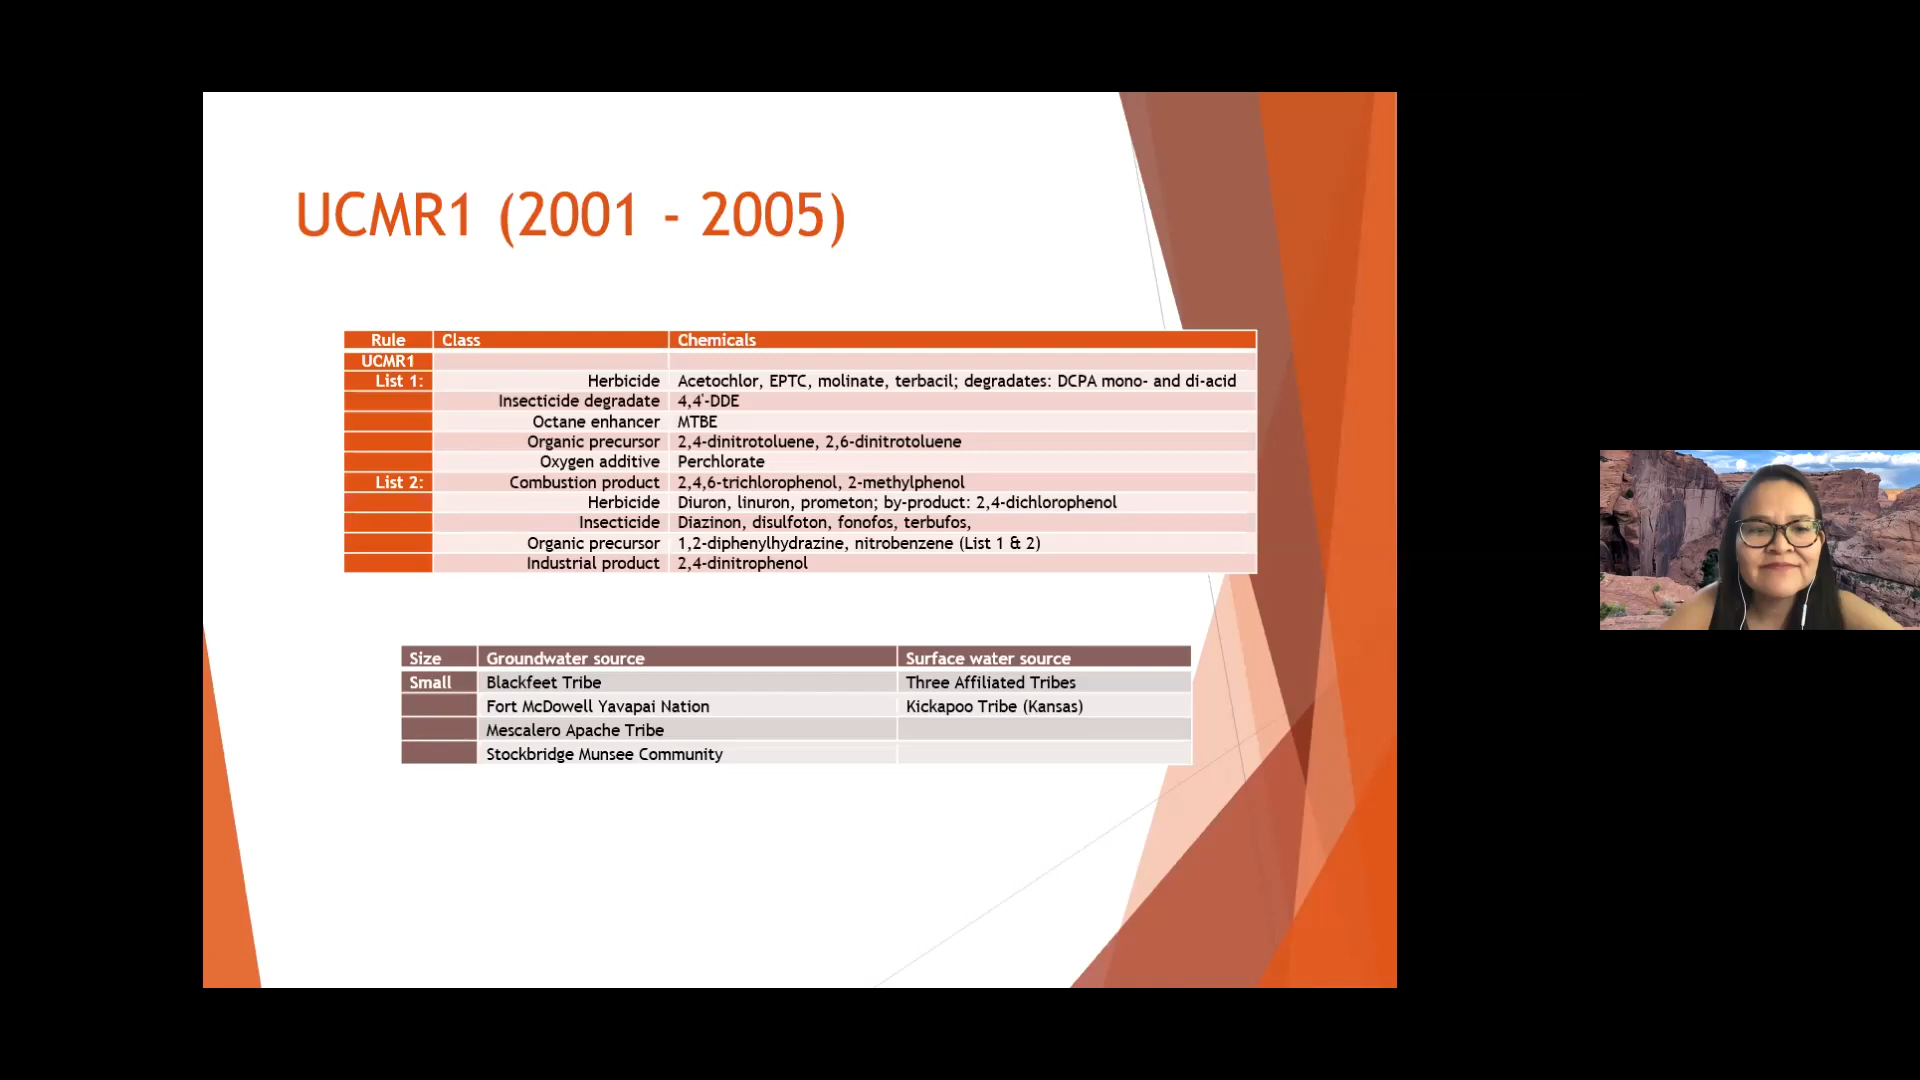 UCMR1 (2001 - 2005)
Rule Class Chemicals
UCMR1
List 1: Herbicide Acetochlor, EPTC, molinate, terbacil; degradates: DCPA mono- and di-acid
Insecticide degradate 4,4'-DDE
Octane enhancer MTBE
Organic precursor 2,4-dinitrotoluene, 2,6-dinitrotoluene
Oxygen additive Perchlorate
List 2: Combustion product 2,4,6-trichlorophenol, 2-methylphenol
Herbicide Diuron, linuron, prometon; by-product: 2,4-dichlorophenol
Insecticide Diazinon, disulfoton, fonofos, terbufos,
Organic precursor 1,2-diphenylhydrazine, nitrobenzene (List 1 & 2)
Industrial product 2,4-dinitrophenol
Size Groundwater source Surface water source
Small Blackfeet Tribe Three Affiliated Tribes
Fort McDowell Yavapai Nation Kickapoo Tribe (Kansas)
Mescalero Apache Tribe
Stockbridge Munsee Community